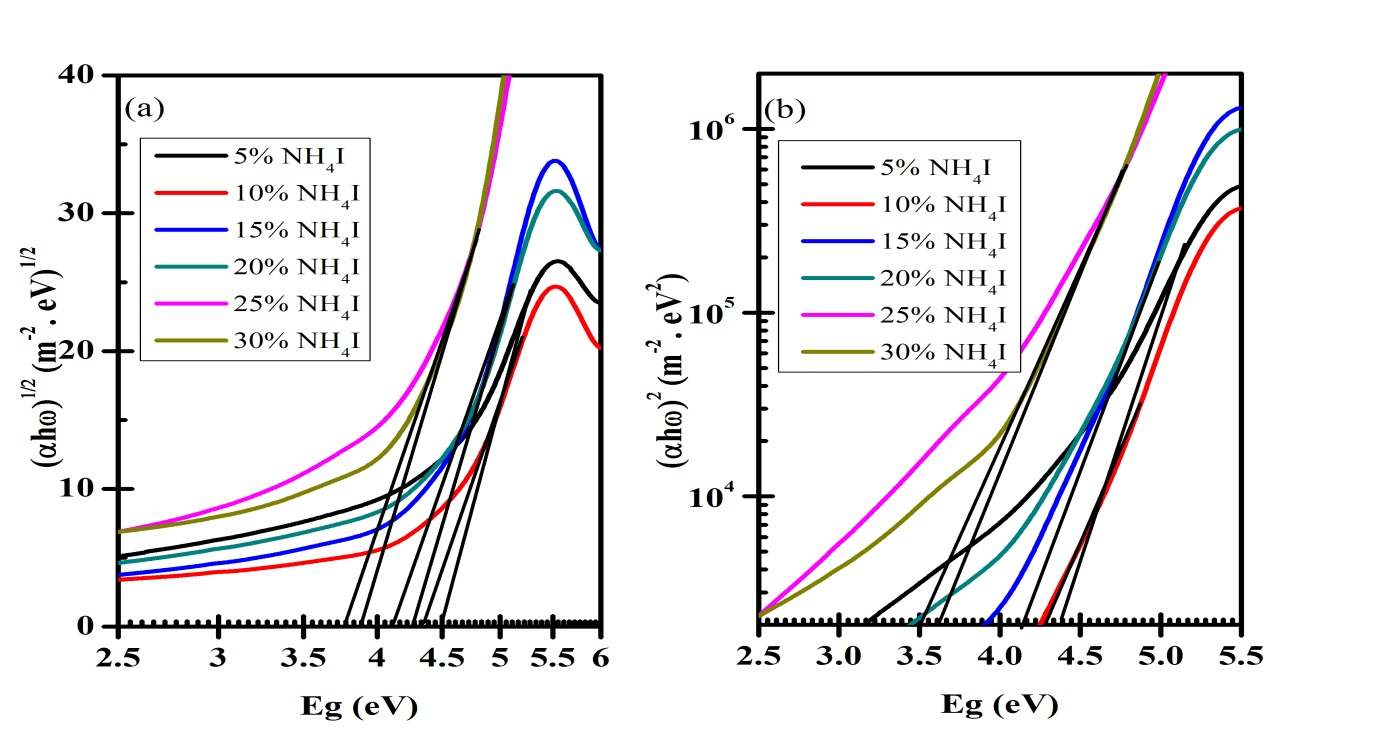 (a)
40
30
20
10
0
(αhω)^1/2 (m^-2 . eV)^1/2
5% NH₄I
10% NH₄I
15% NH₄I
20% NH₄I
25% NH₄I
30% NH₄I
2.5 3 3.5 4 4.5 5 5.5 6
Eg (eV)
(b)
10^6
10^5
10^4
(αhω)^2 (m^-2 . eV^2)
5% NH₄I
10% NH₄I
15% NH₄I
20% NH₄I
25% NH₄I
30% NH₄I
2.5 3.0 3.5 4.0 4.5 5.0 5.5
Eg (eV)